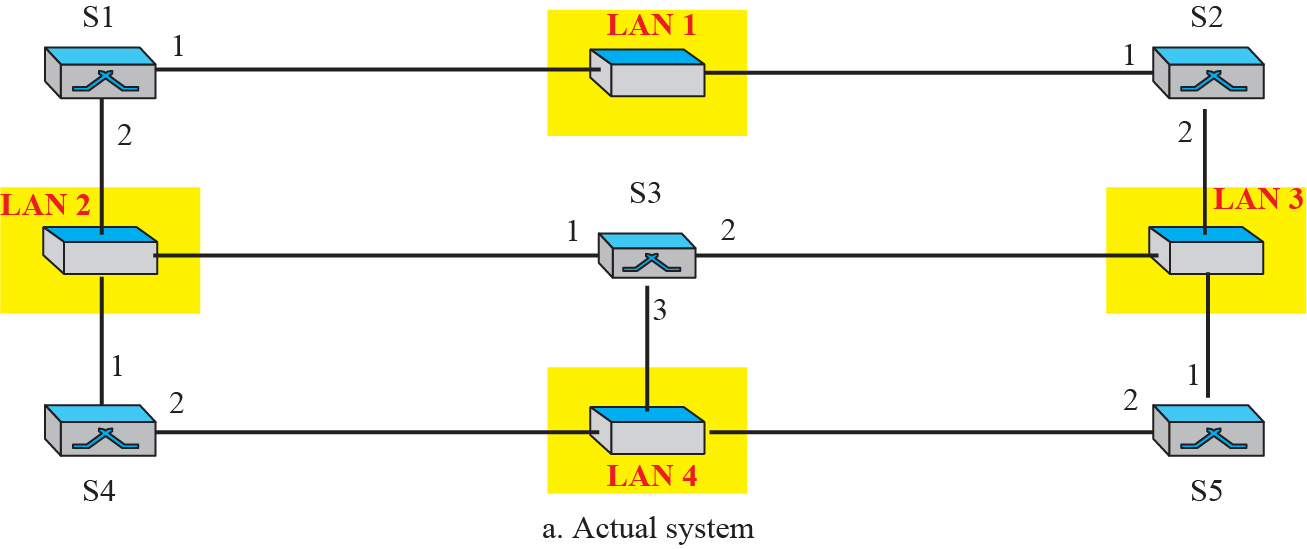 S1
LAN 1
S2
1
1
2
2
LAN 2
S3
LAN 3
1
2
3
1
1
2
2
S4
LAN 4
S5
a. Actual system